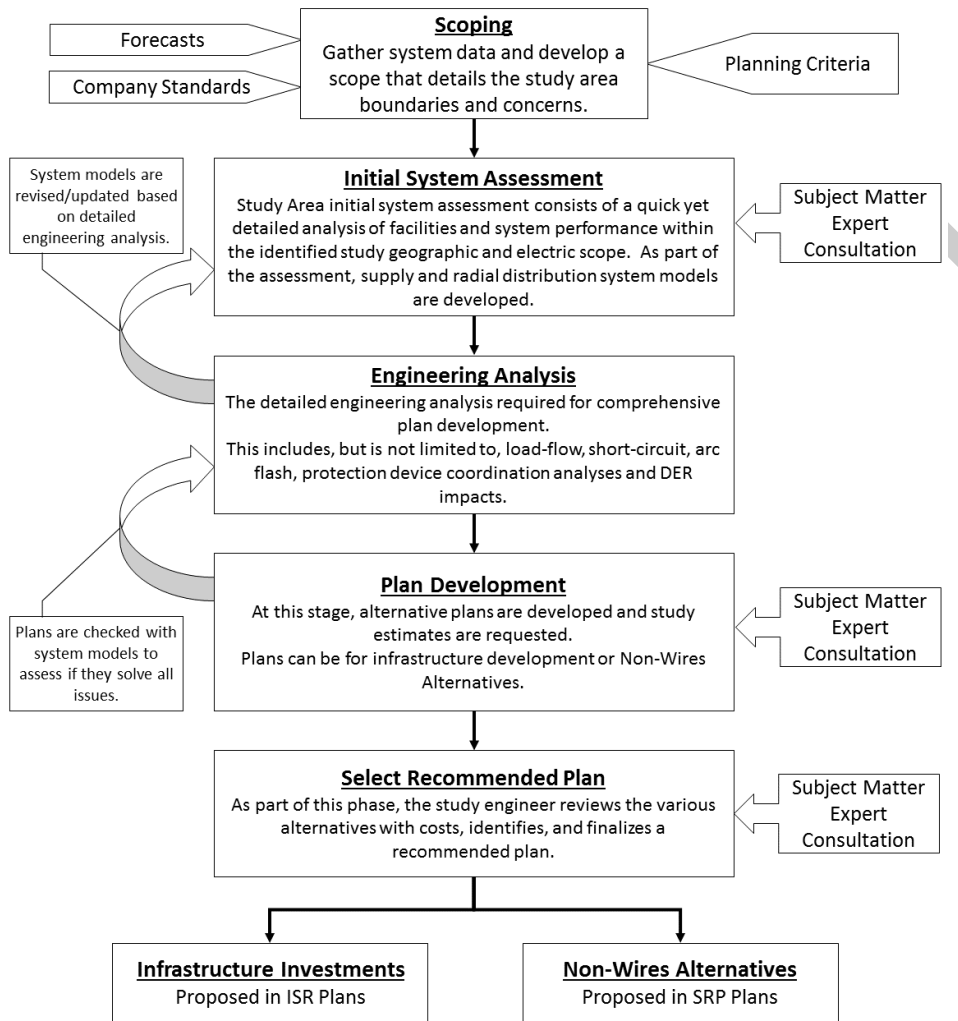 Scoping
Gather system data and develop a
scope that details the study area
boundaries and concerns.
Forecasts
Company Standards
Planning Criteria
System models are
revised/updated based
on detailed
engineering analysis.
Initial System Assessment
Study Area initial system assessment consists of a quick yet
detailed analysis of facilities and system performance within
the identified study geographic and electric scope. As part of
the assessment, supply and radial distribution system models
are developed.
Subject Matter
Expert
Consultation
Engineering Analysis
The detailed engineering analysis required for comprehensive
plan development.
This includes, but is not limited to, load-flow, short-circuit, arc
flash, protection device coordination analyses and DER
impacts.
Plan Development
At this stage, alternative plans are developed and study
estimates are requested.
Plans can be for infrastructure development or Non-Wires
Alternatives.
Subject Matter
Expert
Consultation
Plans are checked with
system models to
assess if they solve all
issues.
Select Recommended Plan
As part of this phase, the study engineer reviews the various
alternatives with costs, identifies, and finalizes a
recommended plan.
Subject Matter
Expert
Consultation
Infrastructure Investments
Proposed in ISR Plans
Non-Wires Alternatives
Proposed in SRP Plans